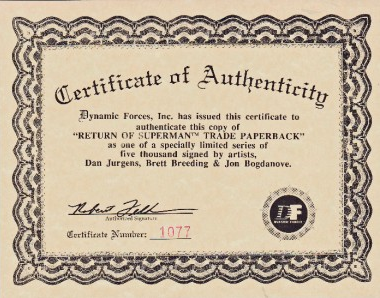 Certificate of Authenticity
Dynamic Forces, Inc. has issued this certificate to
authenticate this copy of
"RETURN OF SUPERMAN™ TRADE PAPERBACK"
as one of a specially limited series of
five thousand signed by artists,
Dan Jurgens, Brett Breeding & Jon Bogdanove.
Authorized Signature
Certificate Number: 1077
DF
DYNAMIC FORCES